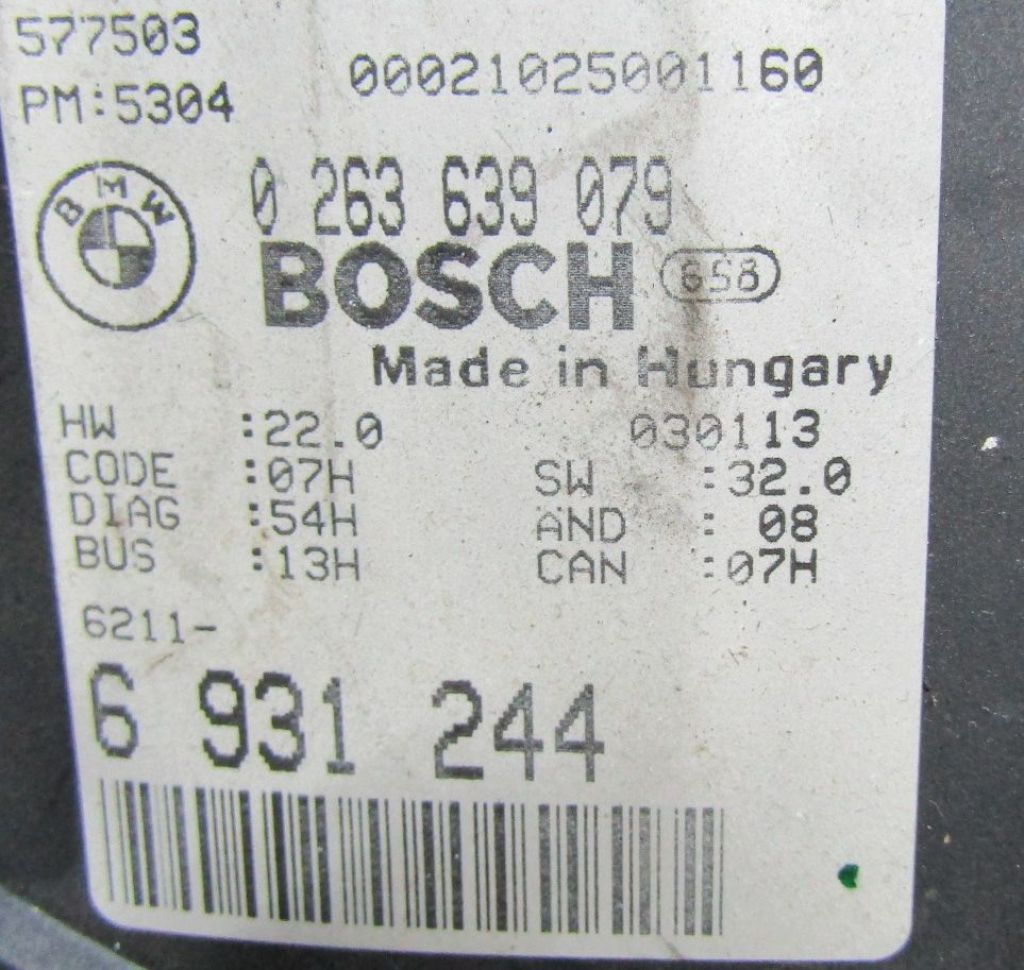 577503
00021025001160
PM:5304
BMW
0 263 639 079
BOSCH 658
Made in Hungary
HW :22.0 030113
CODE :07H SW :32.0
DIAG :54H AND : 08
BUS :13H CAN :07H
6211-
6 931 244